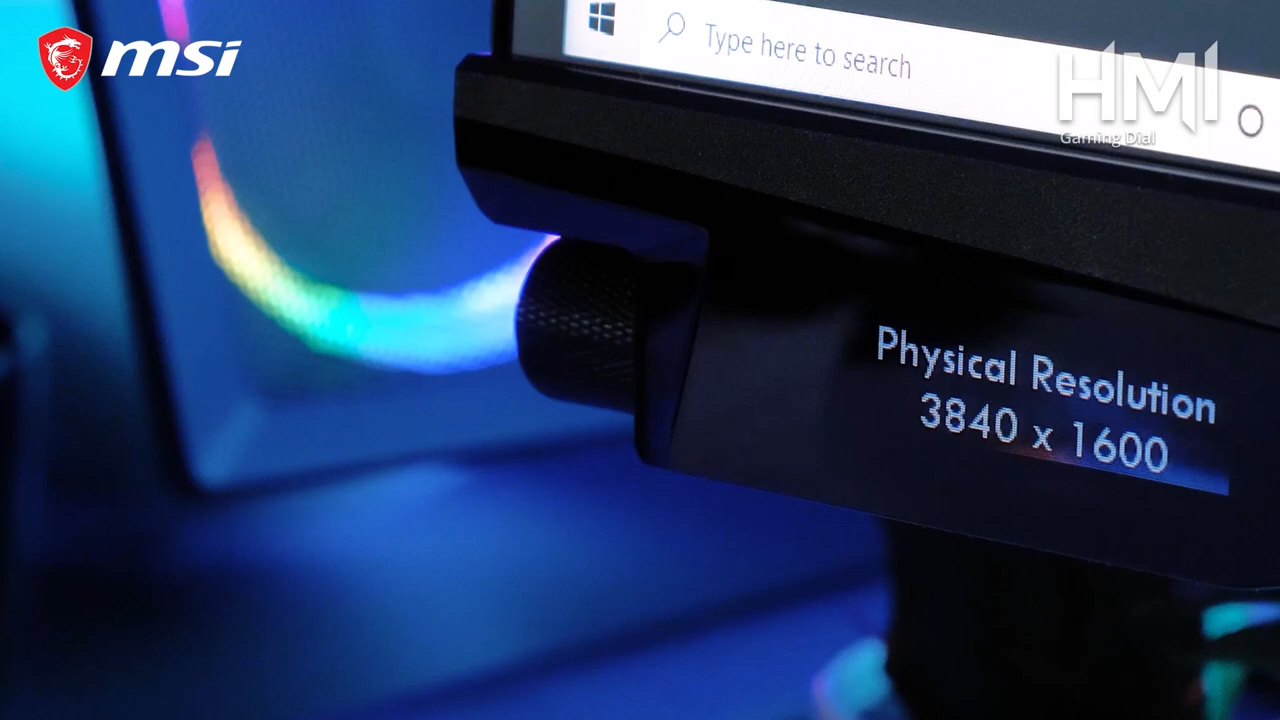 msi
Type here to search
HMI
Gaming Dial
Physical Resolution
3840 x 1600